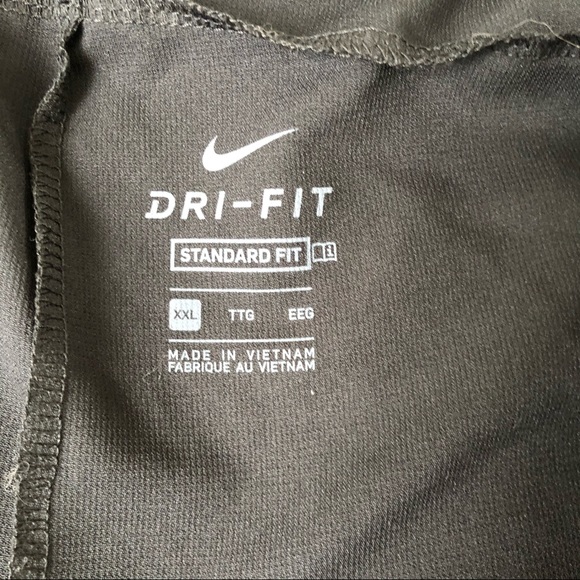 DRI-FIT
STANDARD FIT
XXL TTG EEG
MADE IN VIETNAM
FABRIQUE AU VIETNAM